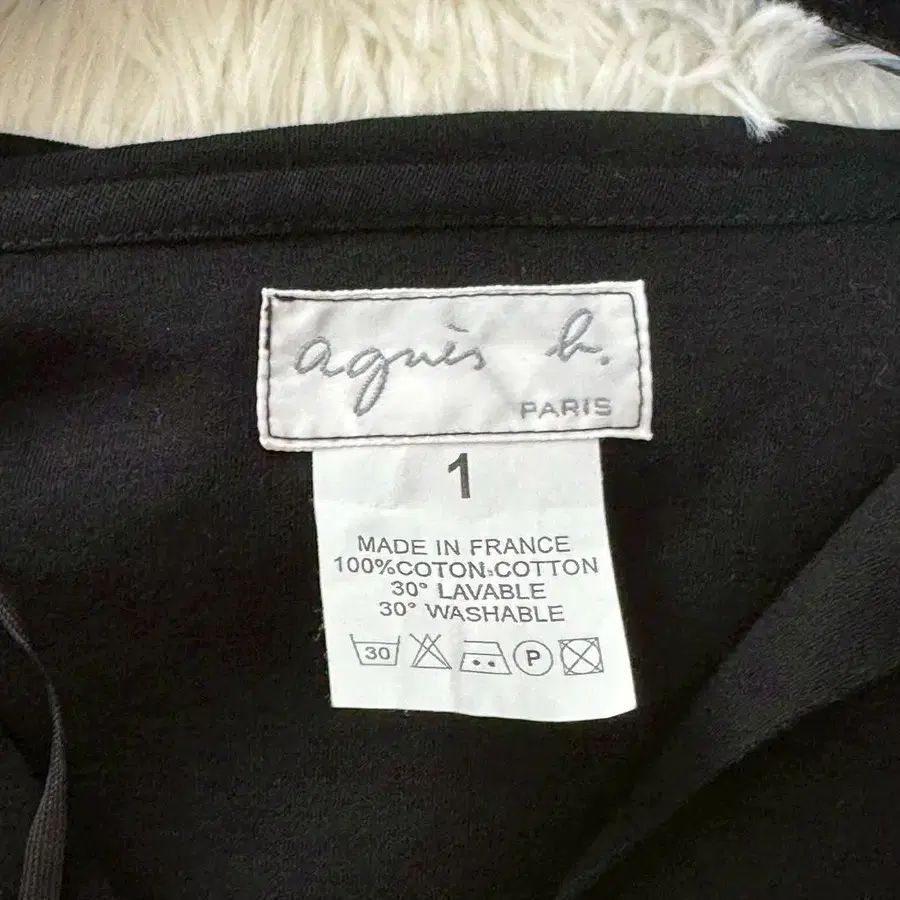 agnès b.
PARIS
1
MADE IN FRANCE
100%COTON.COTTON
30° LAVABLE
30° WASHABLE
30 P